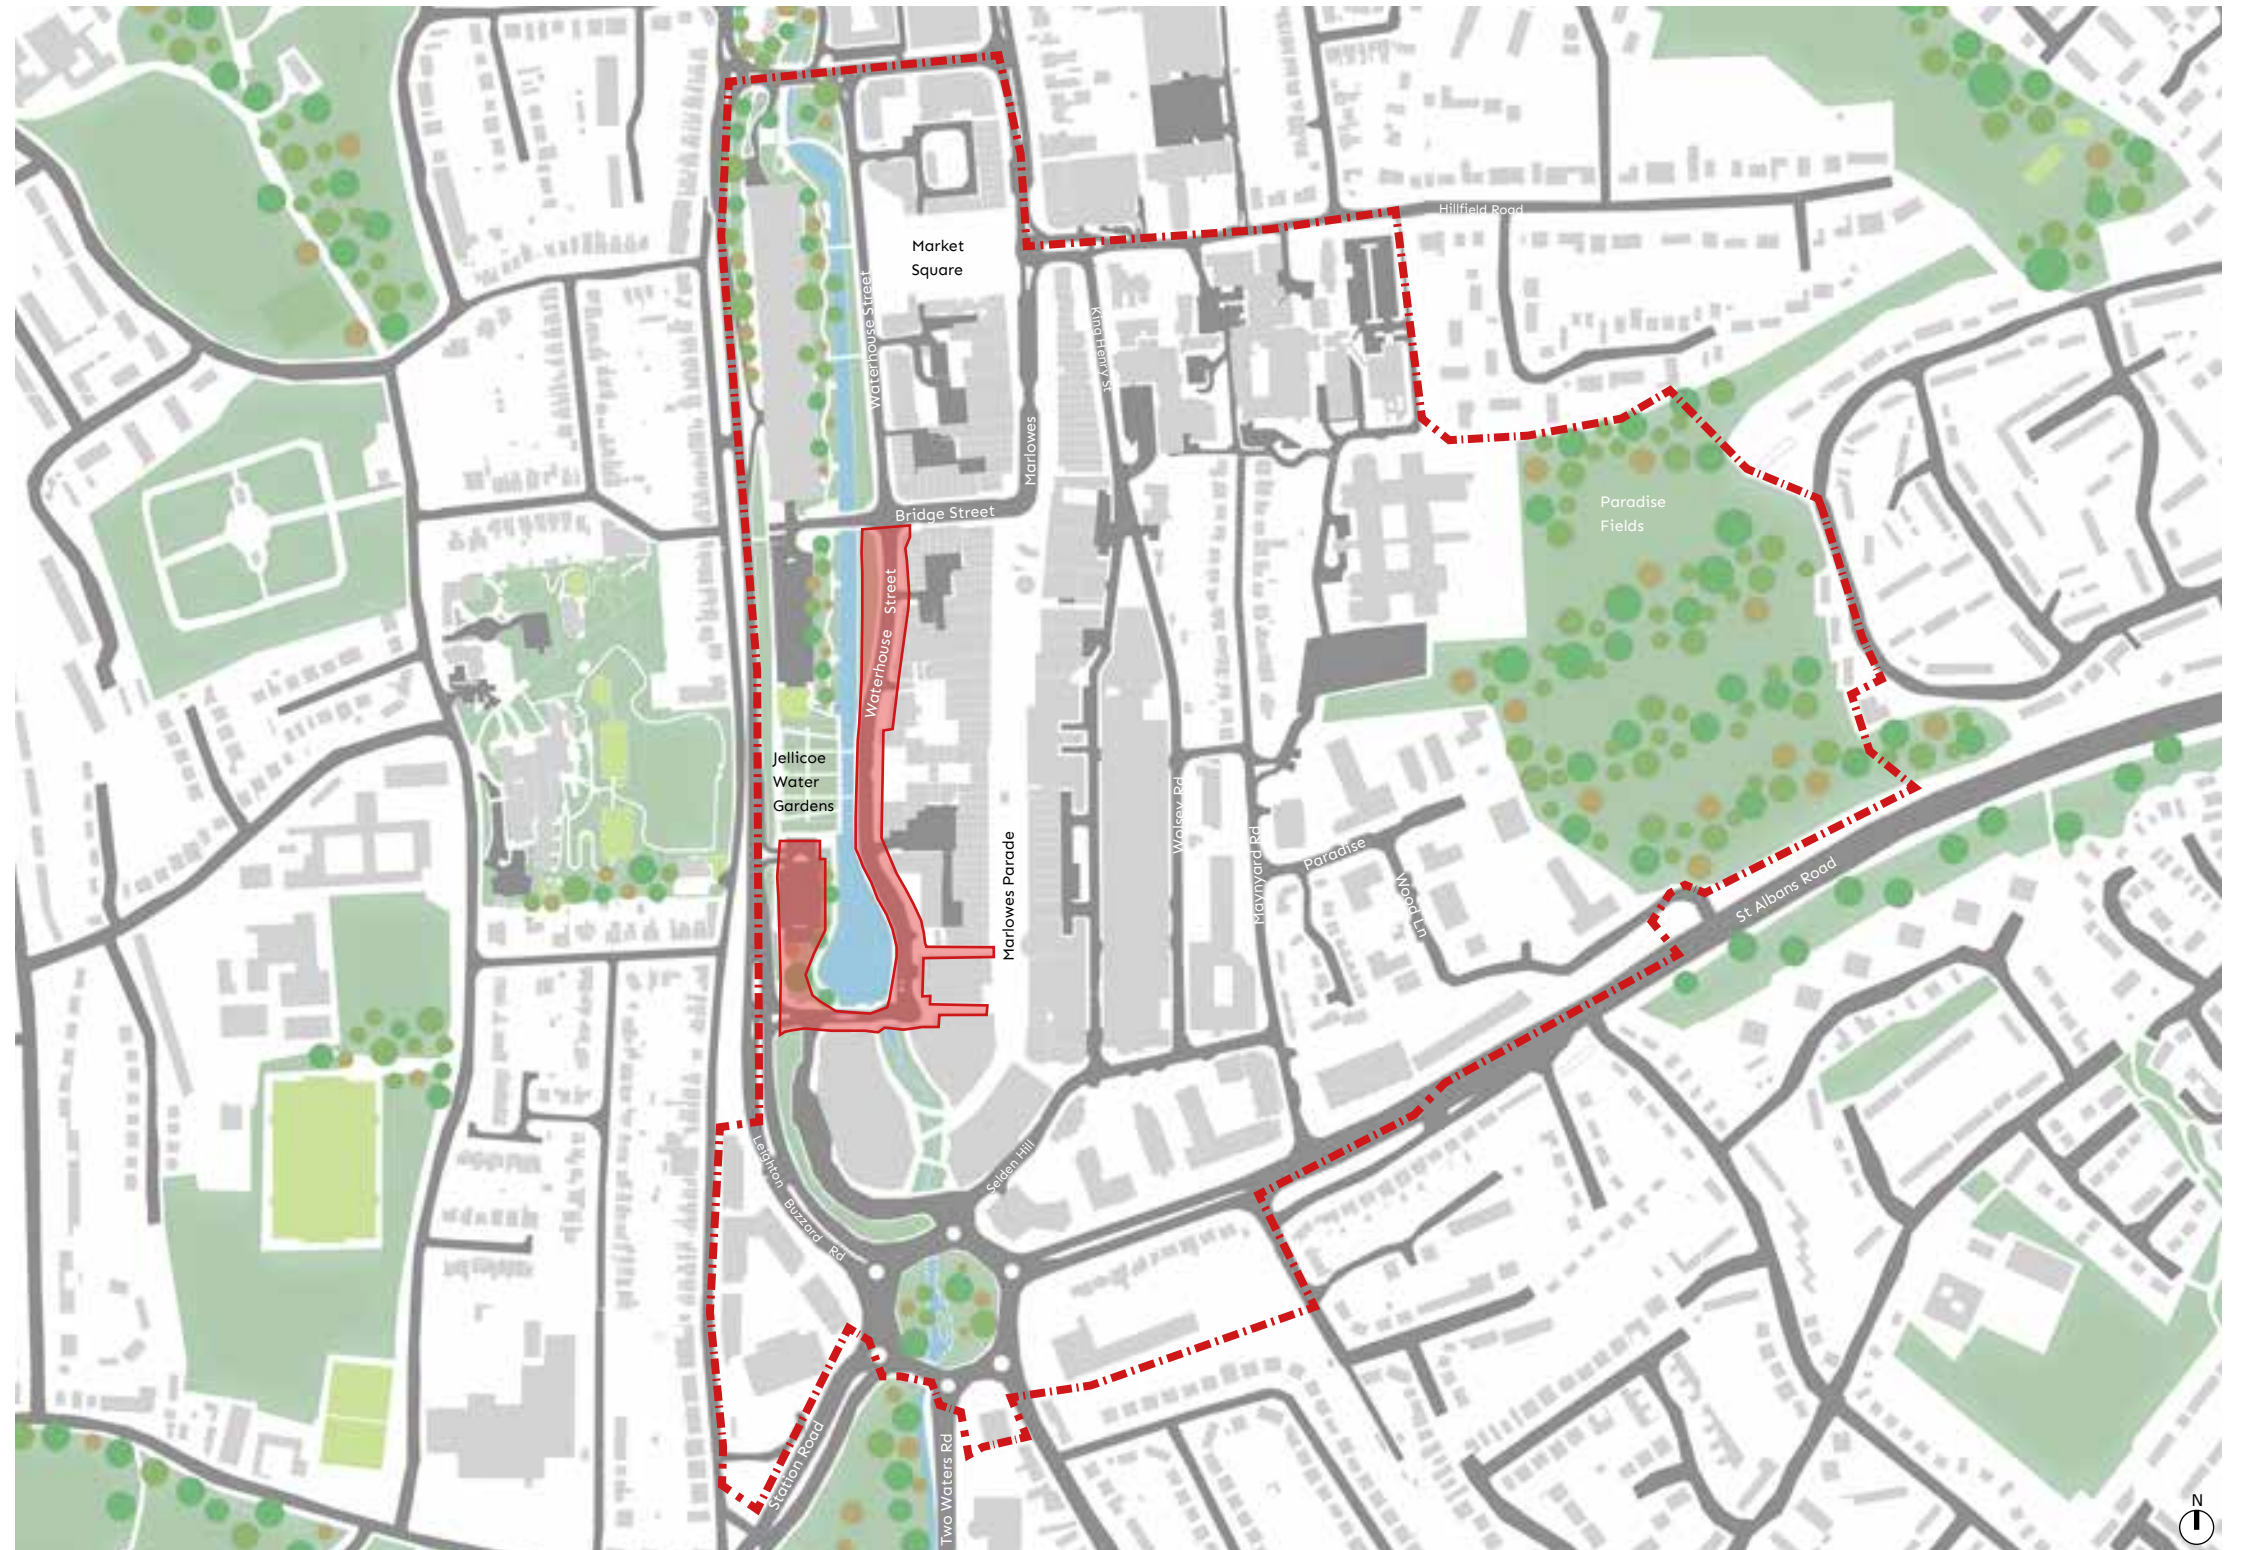 Hillfield Road
Market
Square
Waterhouse Street
King Henry St
Marlowes
Paradise
Fields
Bridge Street
Waterhouse Street
Jellicoe
Water
Gardens
Wolsey Rd
Maynyard Rd
Marlowes Parade
Paradise
Wood Ln
St Albans Road
Selden Hill
Leighton Buzzard Rd
Station Road
Two Waters Rd
N